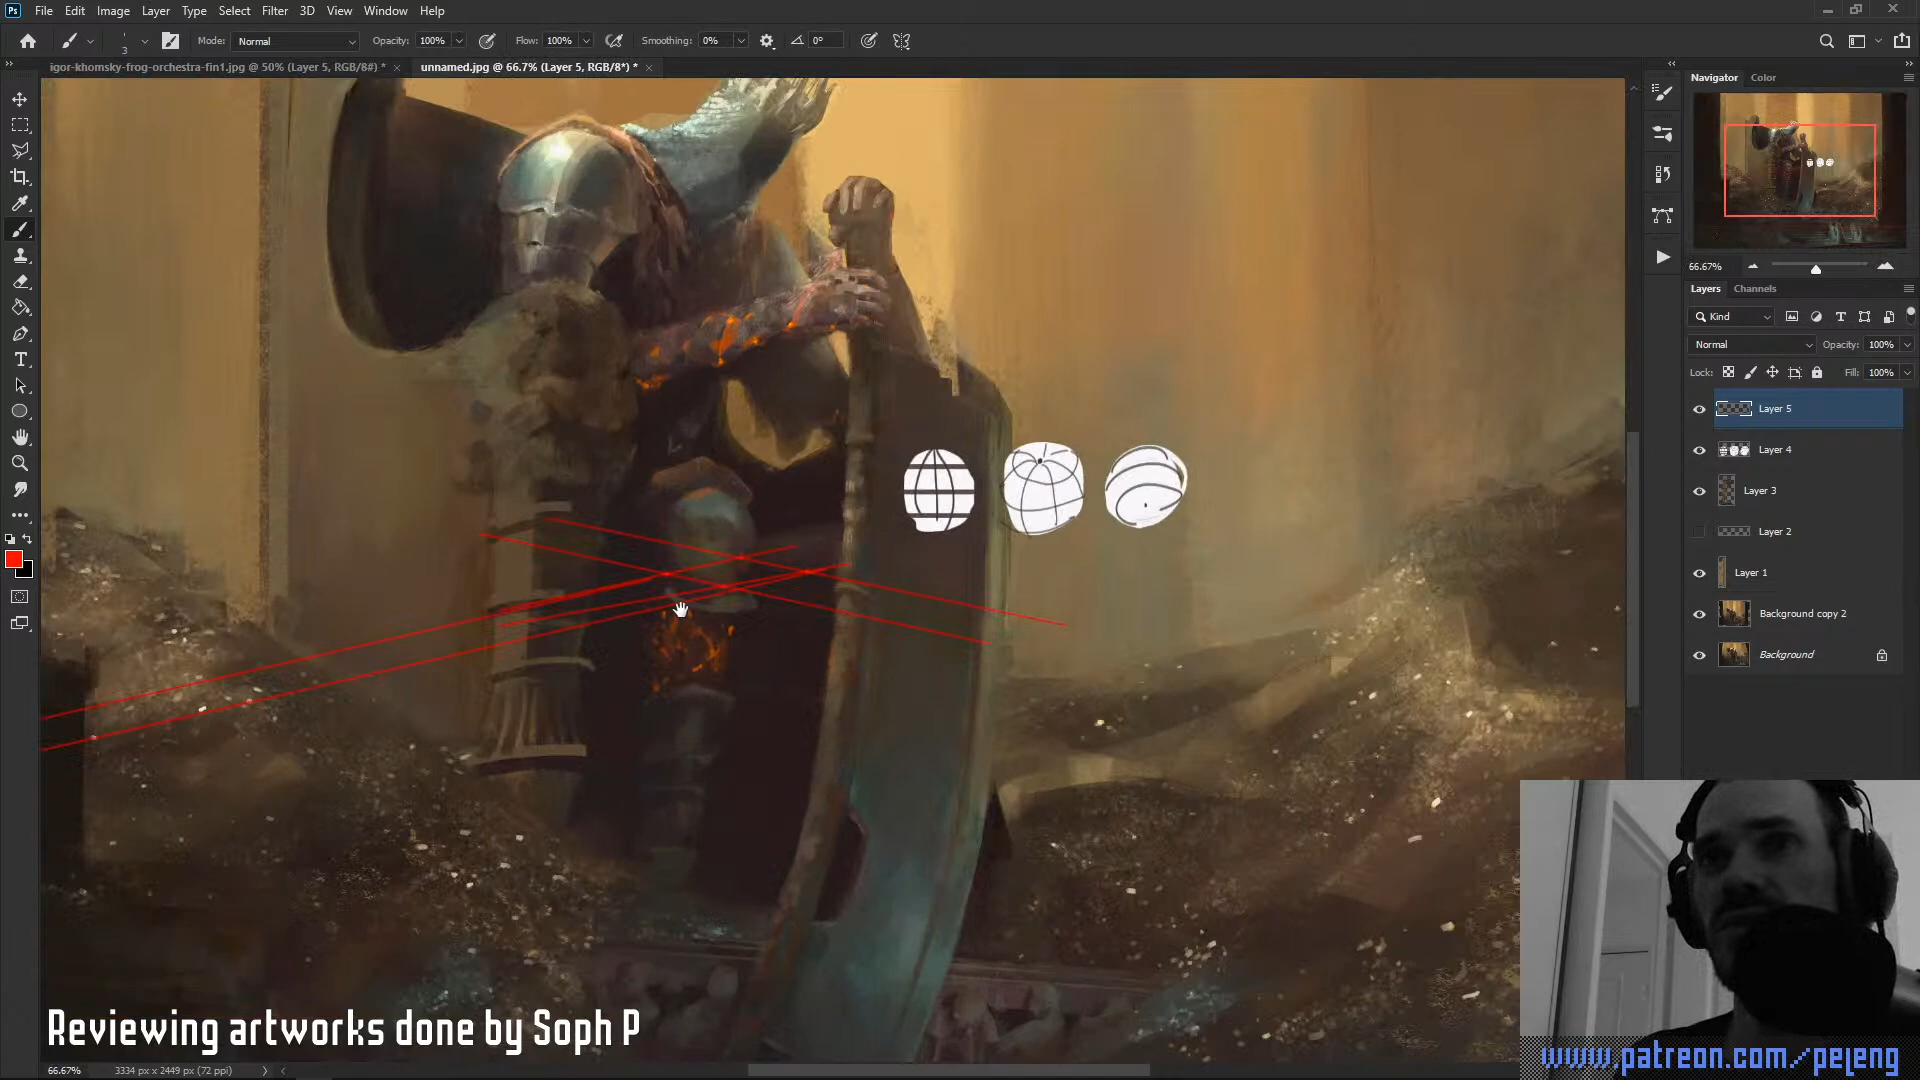 Ps File Edit Image Layer Type Select Filter 3D View Window Help
3 Mode: Normal Opacity: 100% Flow: 100% Smoothing: 0% 0°
igor-khomsky-frog-orchestra-fin1.jpg @ 50% (Layer 5, RGB/8#) * × unnamed.jpg @ 66.7% (Layer 5, RGB/8*) * ×
Navigator Color
66.67%
Layers Channels
Kind
Normal Opacity: 100%
Lock: Fill: 100%
Layer 5
Layer 4
Layer 3
Layer 2
Layer 1
Background copy 2
Background
Reviewing artworks done by Soph P
www.patreon.com/peleng
66.67% 3334 px x 2449 px (72 ppi)